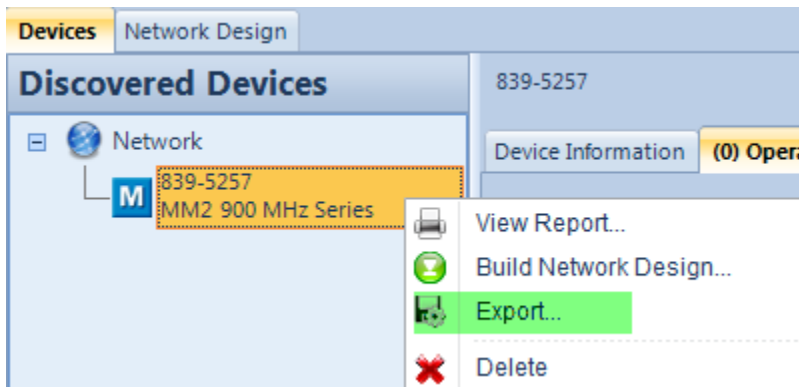 Devices
Network Design
Discovered Devices
839-5257
Network
Device Information
(0) Oper
M
839-5257
MM2 900 MHz Series
View Report...
Build Network Design...
Export...
Delete